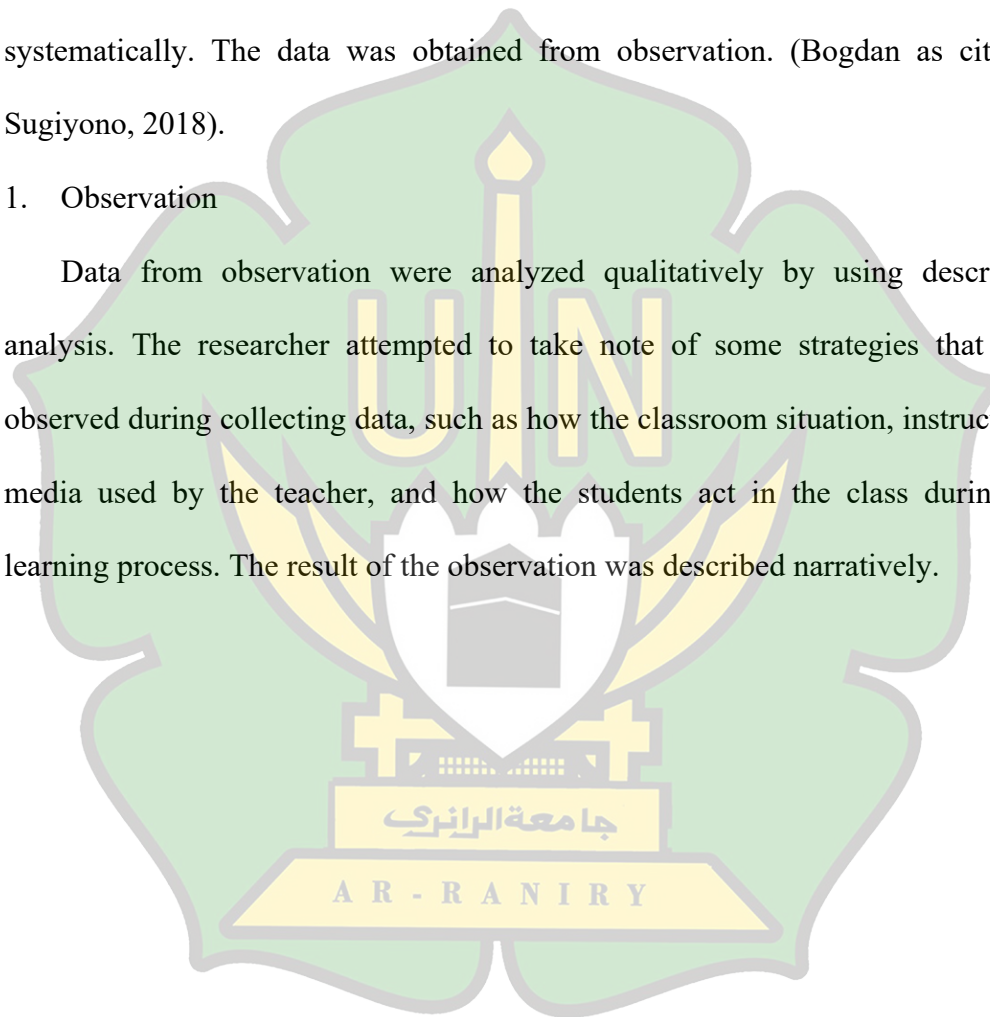 systematically. The data was obtained from observation. (Bogdan as cit
Sugiyono, 2018).
1. Observation
Data from observation were analyzed qualitatively by using descr
analysis. The researcher attempted to take note of some strategies that
observed during collecting data, such as how the classroom situation, instruc
media used by the teacher, and how the students act in the class durin
learning process. The result of the observation was described narratively.
UIN
جامعة الرانري
AR-RANIRY